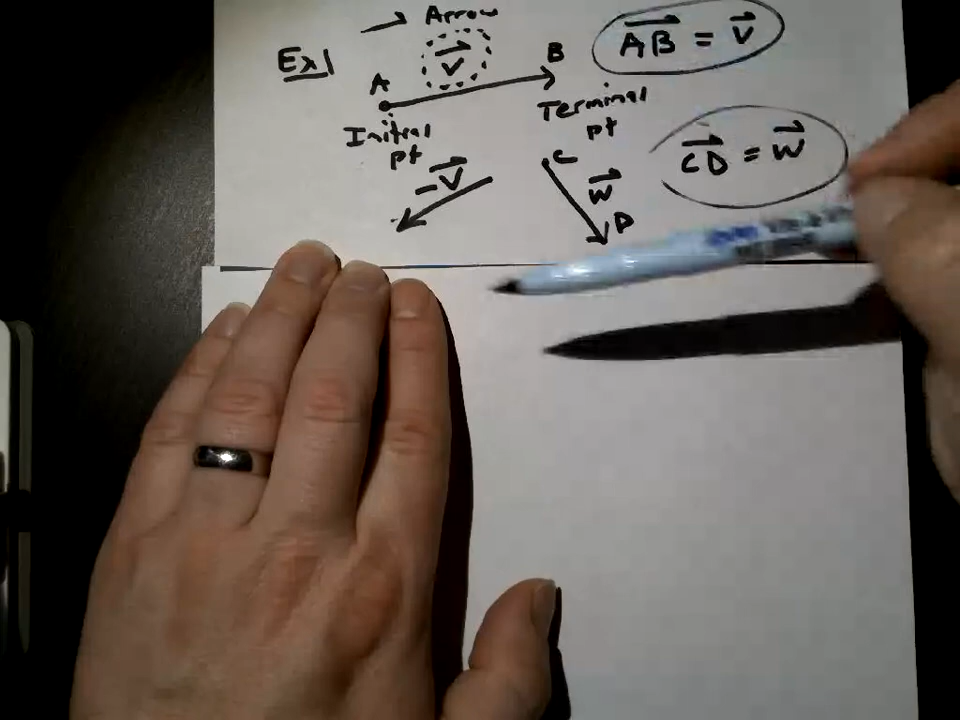 → Arrow
Ex1
v⃗
A
B
AB⃗ = v⃗
Initial
pt
Terminal
pt
-v⃗
C
w⃗
D
CD⃗ = w⃗